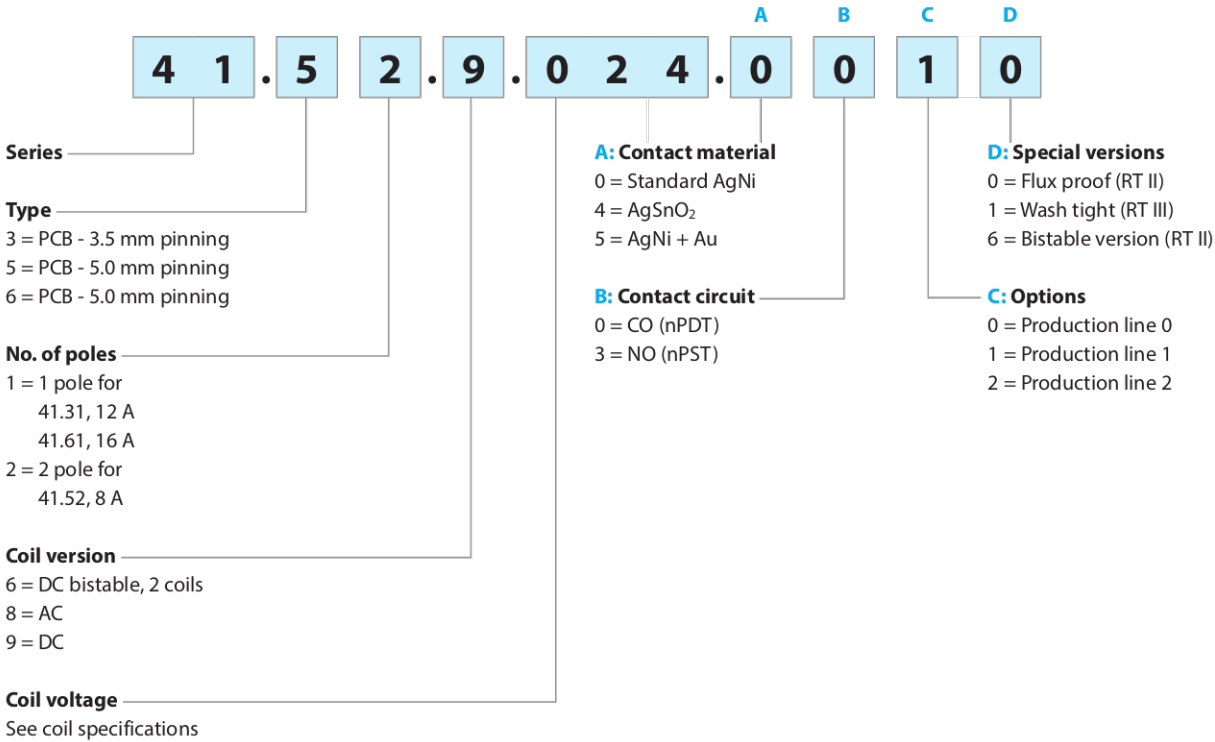 A B C D
4 1 . 5 2 . 9 . 0 2 4 . 0 0 1 0
Series
Type
3 = PCB - 3.5 mm pinning
5 = PCB - 5.0 mm pinning
6 = PCB - 5.0 mm pinning
No. of poles
1 = 1 pole for
41.31, 12 A
41.61, 16 A
2 = 2 pole for
41.52, 8 A
Coil version
6 = DC bistable, 2 coils
8 = AC
9 = DC
Coil voltage
See coil specifications
A: Contact material
0 = Standard AgNi
4 = AgSnO₂
5 = AgNi + Au
B: Contact circuit
0 = CO (nPDT)
3 = NO (nPST)
D: Special versions
0 = Flux proof (RT II)
1 = Wash tight (RT III)
6 = Bistable version (RT II)
C: Options
0 = Production line 0
1 = Production line 1
2 = Production line 2